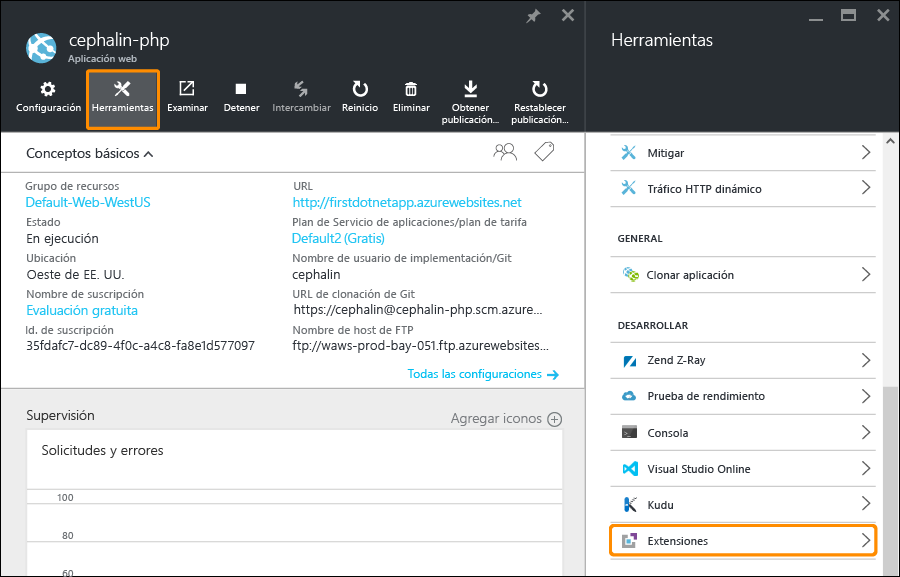 cephalin-php
Aplicación web
Configuración
Herramientas
Examinar
Detener
Intercambiar
Reinicio
Eliminar
Obtener
publicación...
Restablecer
publicación...
Conceptos básicos
Grupo de recursos
Default-Web-WestUS
Estado
En ejecución
Ubicación
Oeste de EE. UU.
Nombre de suscripción
Evaluación gratuita
Id. de suscripción
35fdafc7-dc89-4f0c-a4c8-fa8e1d577097
URL
http://firstdotnetapp.azurewebsites.net
Plan de Servicio de aplicaciones/plan de tarifa
Default2 (Gratis)
Nombre de usuario de implementación/Git
cephalin
URL de clonación de Git
https://cephalin@cephalin-php.scm.azure...
Nombre de host de FTP
ftp://waws-prod-bay-051.ftp.azurewebsites...
Todas las configuraciones
Supervisión
Agregar iconos
Solicitudes y errores
100
80
60
Herramientas
Mitigar
Tráfico HTTP dinámico
GENERAL
Clonar aplicación
DESARROLLAR
Zend Z-Ray
Prueba de rendimiento
Consola
Visual Studio Online
Kudu
Extensiones